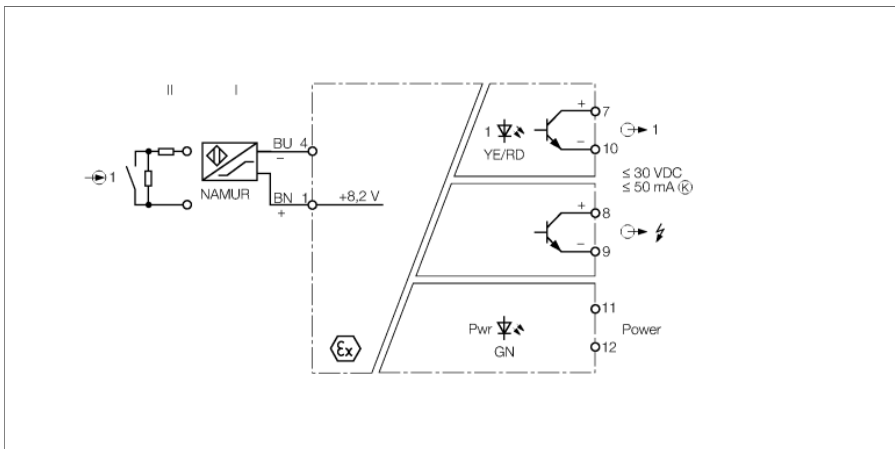 II I
BU 4
−
1
NAMUR
BN 1
+
+8,2 V
Ex
1
YE/RD
+ 7
− 10
1
≤ 30 VDC
≤ 50 mA Ⓚ
+ 8
− 9
Pwr
GN
11
12
Power